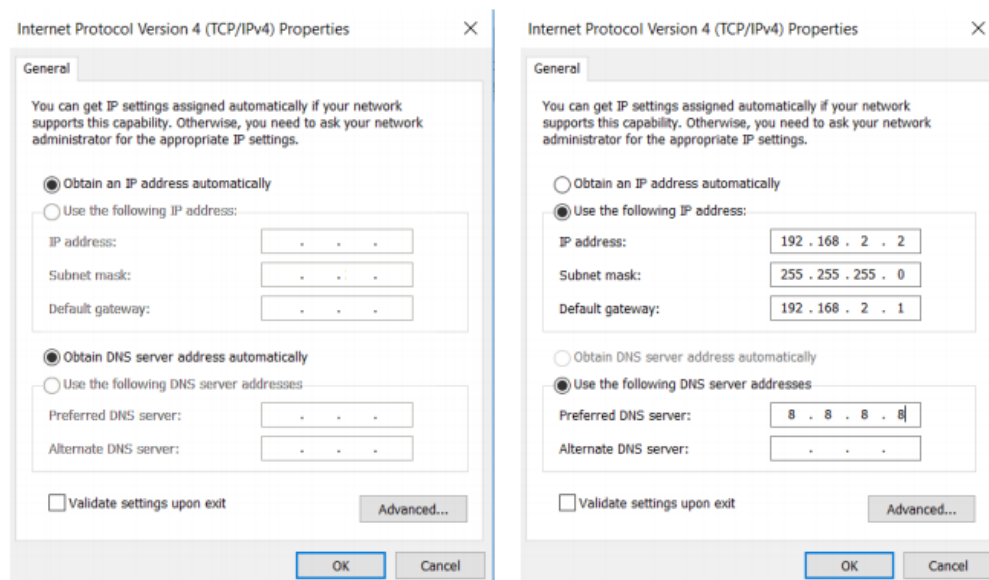 Internet Protocol Version 4 (TCP/IPv4) Properties
General
You can get IP settings assigned automatically if your network
supports this capability. Otherwise, you need to ask your network
administrator for the appropriate IP settings.
Obtain an IP address automatically
Use the following IP address:
IP address: . . .
Subnet mask: . . .
Default gateway: . . .
Obtain DNS server address automatically
Use the following DNS server addresses
Preferred DNS server: . . .
Alternate DNS server: . . .
Validate settings upon exit
Advanced...
OK Cancel
Internet Protocol Version 4 (TCP/IPv4) Properties
General
You can get IP settings assigned automatically if your network
supports this capability. Otherwise, you need to ask your network
administrator for the appropriate IP settings.
Obtain an IP address automatically
Use the following IP address:
IP address: 192 . 168 . 2 . 2
Subnet mask: 255 . 255 . 255 . 0
Default gateway: 192 . 168 . 2 . 1
Obtain DNS server address automatically
Use the following DNS server addresses
Preferred DNS server: 8 . 8 . 8 . 8
Alternate DNS server: . . .
Validate settings upon exit
Advanced...
OK Cancel